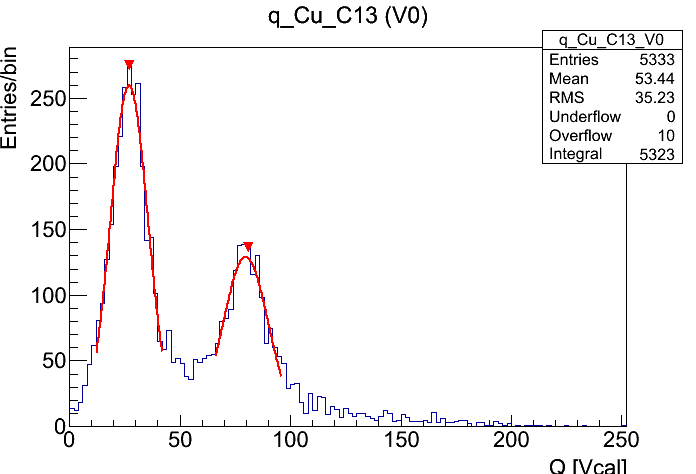 q_Cu_C13 (V0)
q_Cu_C13_V0
Entries 5333
Mean 53.44
RMS 35.23
Underflow 0
Overflow 10
Integral 5323
Entries/bin
250
200
150
100
50
0
0 50 100 150 200 250
Q [Vcal]